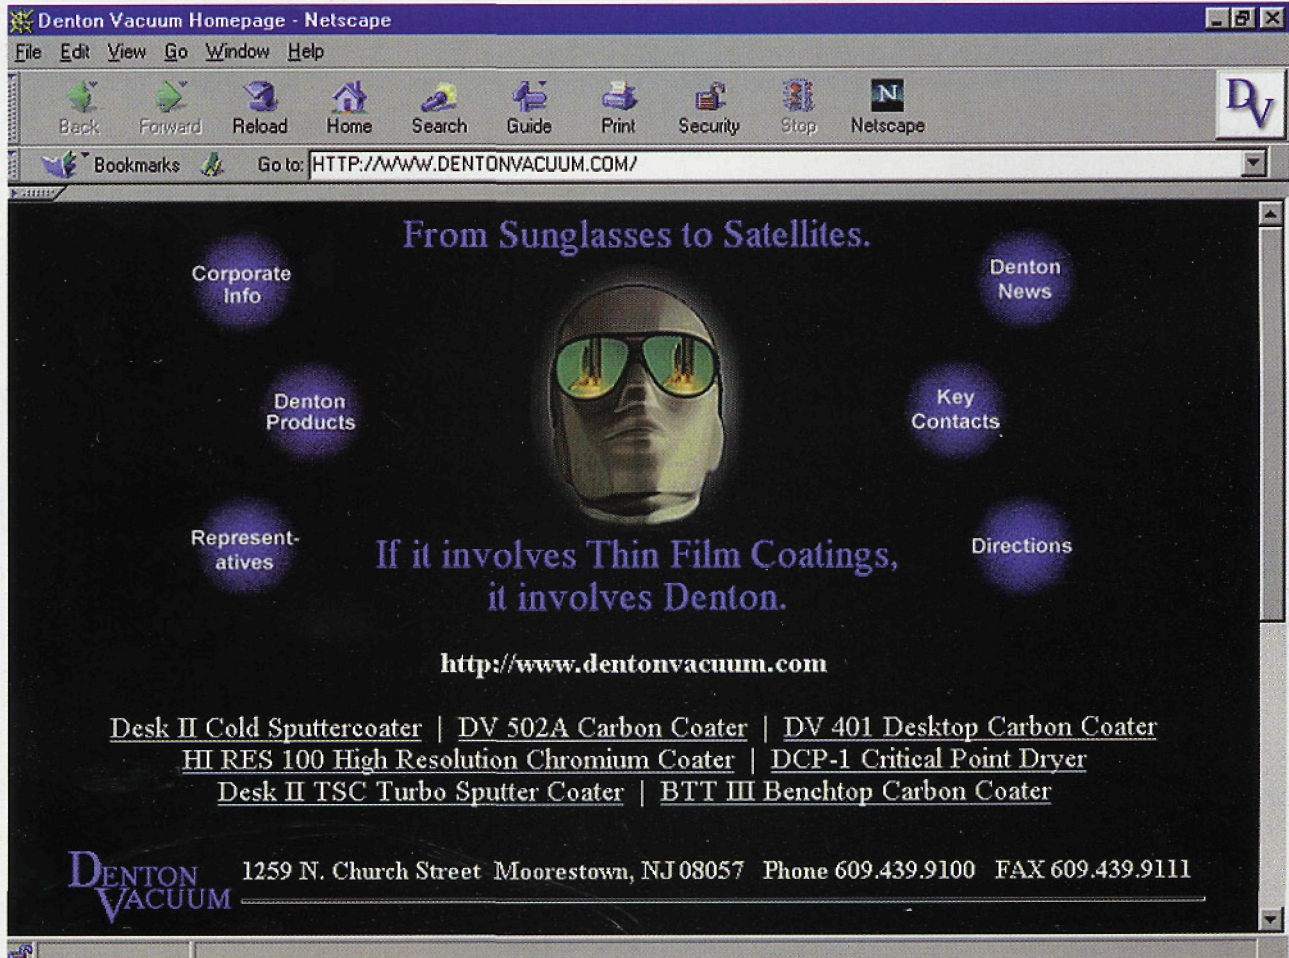 Denton Vacuum Homepage - Netscape
File Edit View Go Window Help
Back Forward Reload Home Search Guide Print Security Stop Netscape
DV
Bookmarks Go to: HTTP://WWW.DENTONVACUUM.COM/
From Sunglasses to Satellites.
Corporate
Info
Denton
News
Denton
Products
Key
Contacts
Represent-
atives
Directions
If it involves Thin Film Coatings,
it involves Denton.
http://www.dentonvacuum.com
Desk II Cold Sputtercoater | DV 502A Carbon Coater | DV 401 Desktop Carbon Coater
HI RES 100 High Resolution Chromium Coater | DCP-1 Critical Point Dryer
Desk II TSC Turbo Sputter Coater | BTT III Benchtop Carbon Coater
DENTON
VACUUM
1259 N. Church Street Moorestown, NJ 08057 Phone 609.439.9100 FAX 609.439.9111